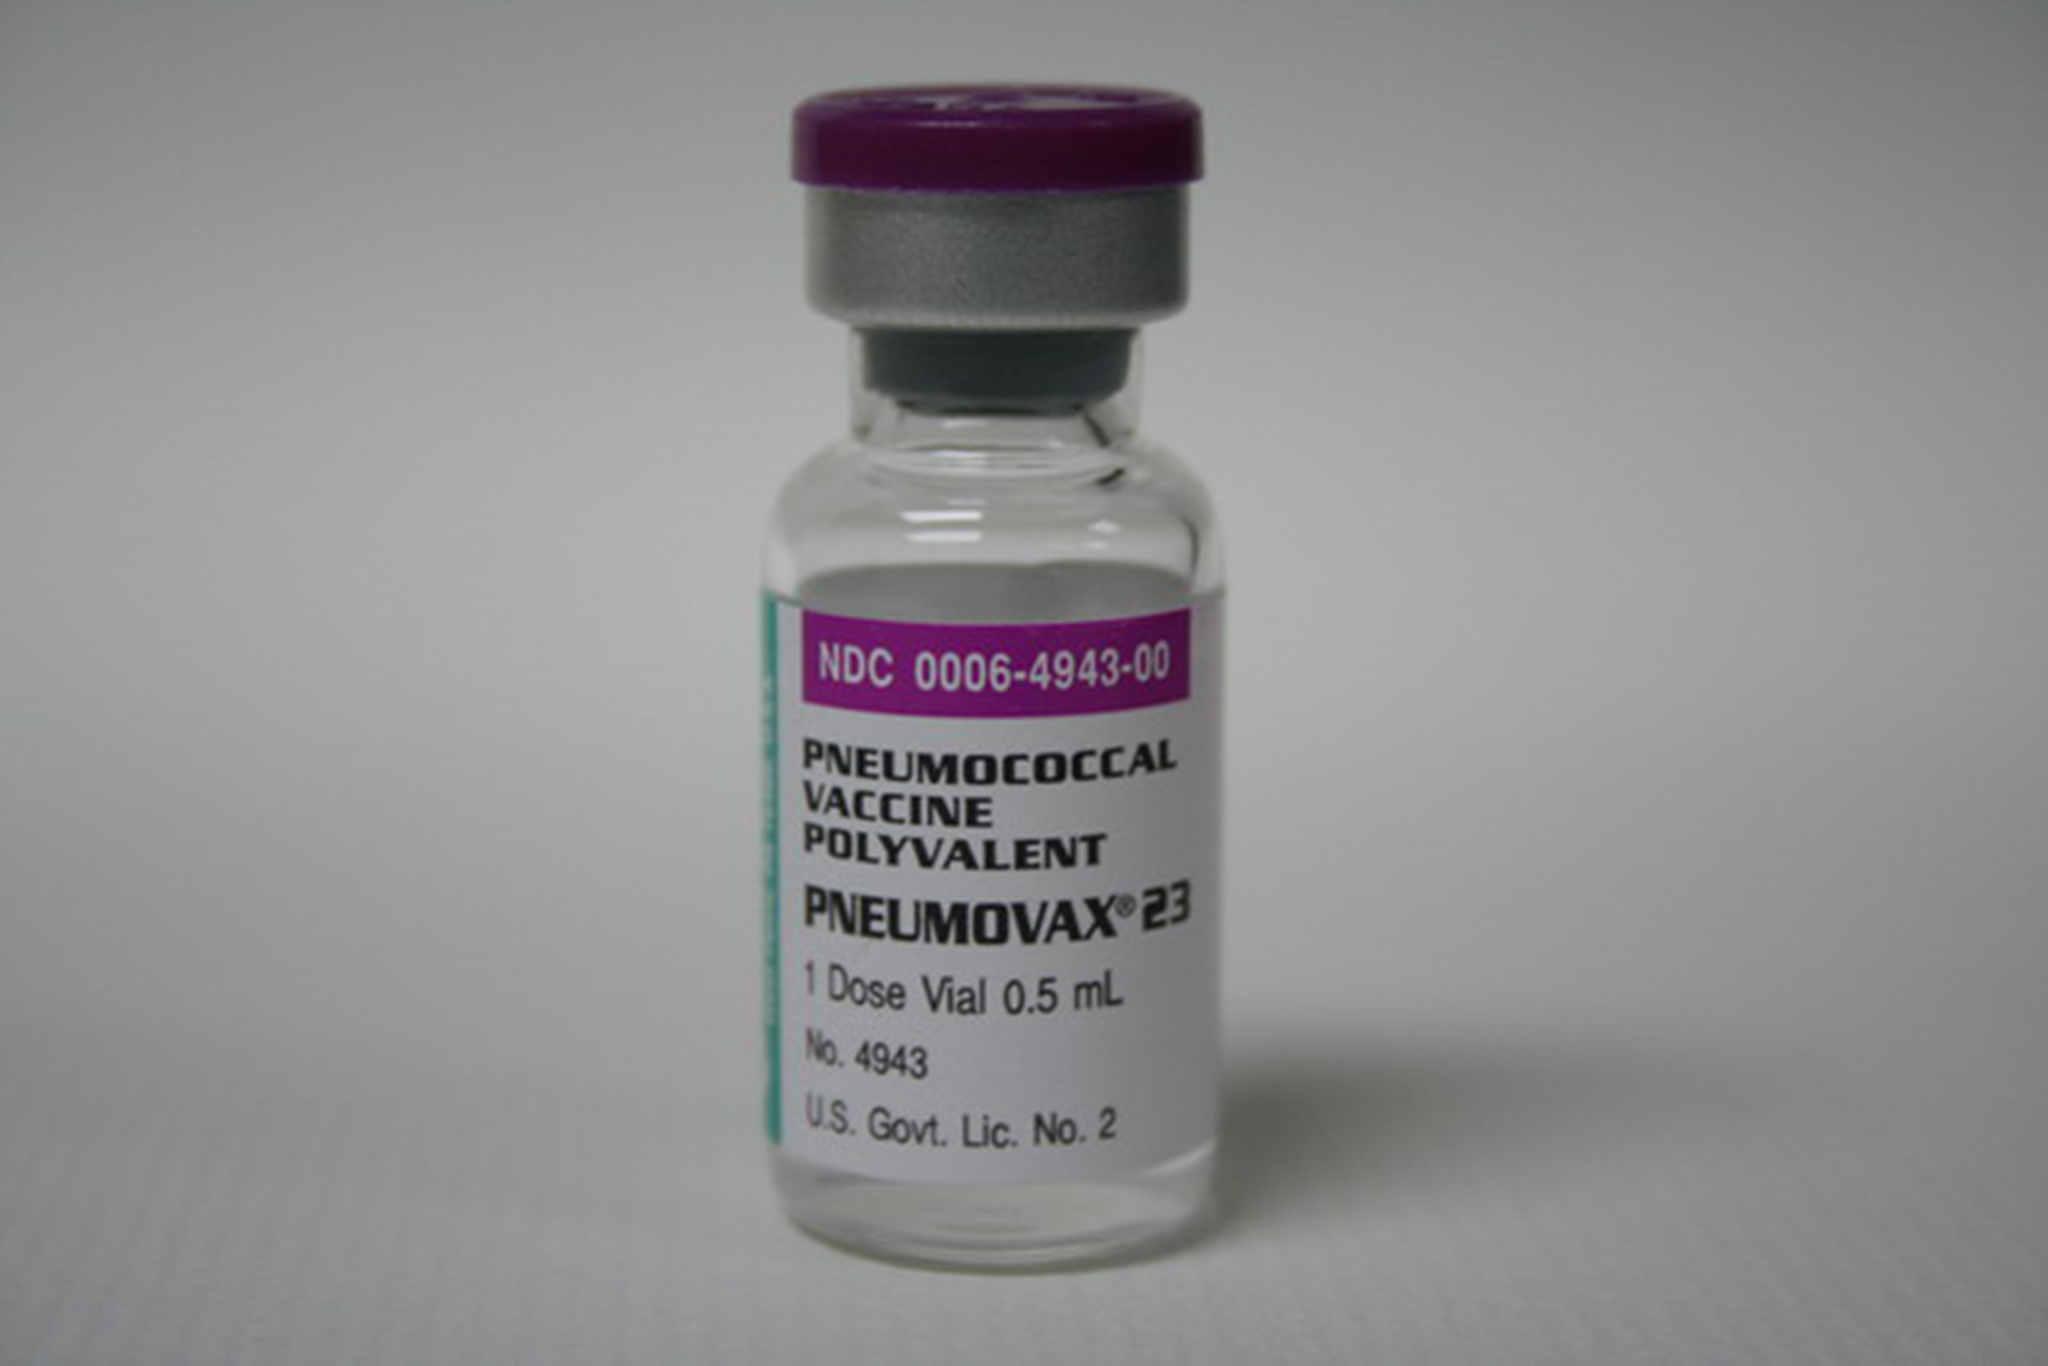 NDC 0006-4943-00
PNEUMOCOCCAL
VACCINE
POLYVALENT
PNEUMOVAX® 23
1 Dose Vial 0.5 mL
No. 4943
U.S. Govt. Lic. No. 2